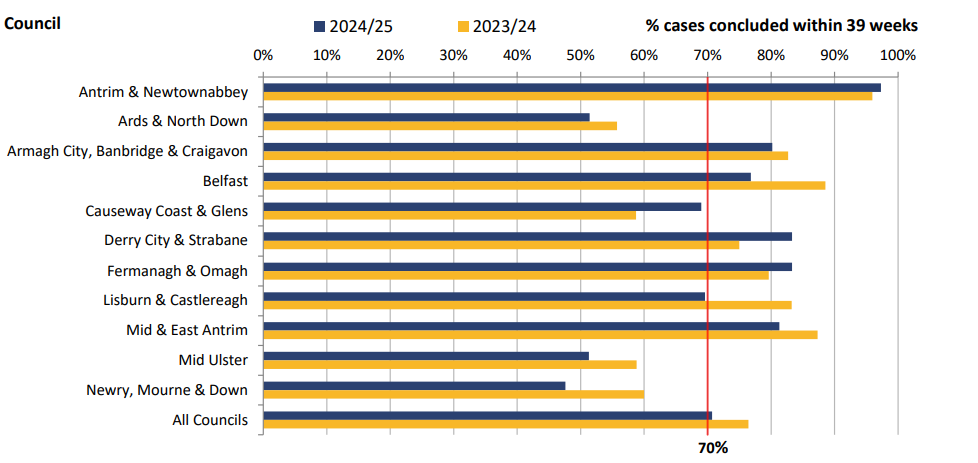 Council
2024/25 2023/24
% cases concluded within 39 weeks
0% 10% 20% 30% 40% 50% 60% 70% 80% 90% 100%
Antrim & Newtownabbey
Ards & North Down
Armagh City, Banbridge & Craigavon
Belfast
Causeway Coast & Glens
Derry City & Strabane
Fermanagh & Omagh
Lisburn & Castlereagh
Mid & East Antrim
Mid Ulster
Newry, Mourne & Down
All Councils
70%